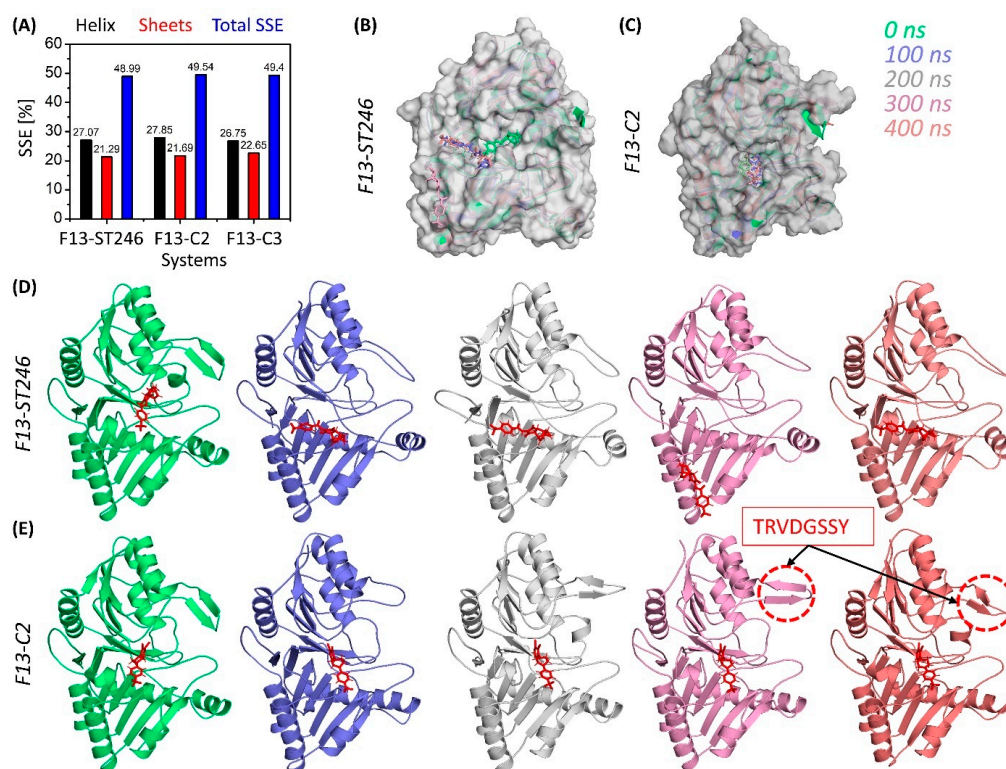 (A)
Helix Sheets Total SSE
SSE [%]
60
50
40
30
20
10
0
27.07
21.29
48.99
27.85
21.69
49.54
26.75
22.65
49.4
F13-ST246 F13-C2 F13-C3
Systems
(B)
F13-ST246
(C)
F13-C2
0 ns
100 ns
200 ns
300 ns
400 ns
(D)
F13-ST246
(E)
F13-C2
TRVDGSSY